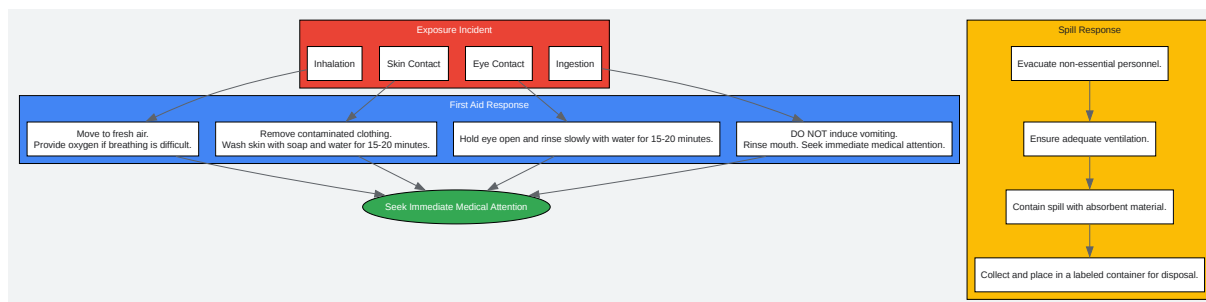 Exposure Incident
Inhalation
Skin Contact
Eye Contact
Ingestion
First Aid Response
Move to fresh air.
Provide oxygen if breathing is difficult.
Remove contaminated clothing.
Wash skin with soap and water for 15-20 minutes.
Hold eye open and rinse slowly with water for 15-20 minutes.
DO NOT induce vomiting.
Rinse mouth. Seek immediate medical attention.
Seek Immediate Medical Attention
Spill Response
Evacuate non-essential personnel.
Ensure adequate ventilation.
Contain spill with absorbent material.
Collect and place in a labeled container for disposal.